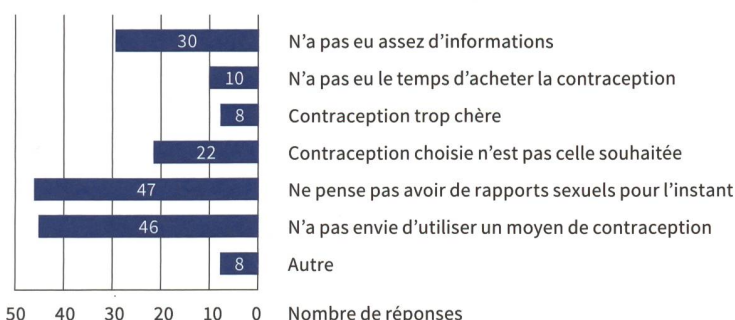 30 N’a pas eu assez d’informations
10 N’a pas eu le temps d’acheter la contraception
8 Contraception trop chère
22 Contraception choisie n’est pas celle souhaitée
47 Ne pense pas avoir de rapports sexuels pour l’instant
46 N’a pas envie d’utiliser un moyen de contraception
8 Autre
50 40 30 20 10 0 Nombre de réponses